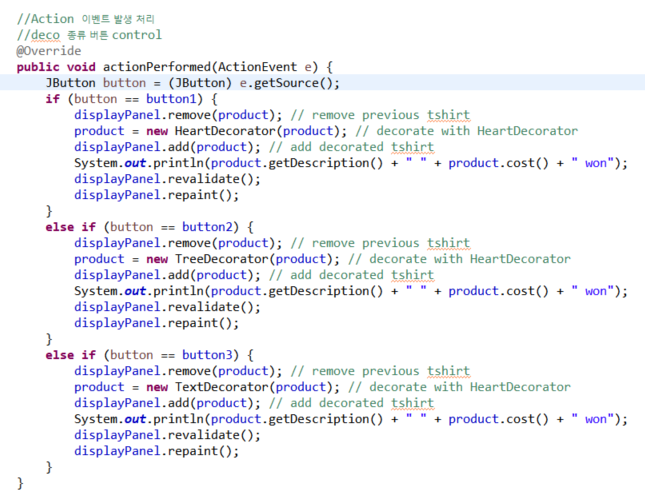 //Action 이벤트 발생 처리
//deco 종류 버튼 control
@Override
public void actionPerformed(ActionEvent e) {
    JButton button = (JButton) e.getSource();
    if (button == button1) {
        displayPanel.remove(product); // remove previous tshirt
        product = new HeartDecorator(product); // decorate with HeartDecorator
        displayPanel.add(product); // add decorated tshirt
        System.out.println(product.getDescription() + " " + product.cost() + " won");
        displayPanel.revalidate();
        displayPanel.repaint();
    }
    else if (button == button2) {
        displayPanel.remove(product); // remove previous tshirt
        product = new TreeDecorator(product); // decorate with HeartDecorator
        displayPanel.add(product); // add decorated tshirt
        System.out.println(product.getDescription() + " " + product.cost() + " won");
        displayPanel.revalidate();
        displayPanel.repaint();
    }
    else if (button == button3) {
        displayPanel.remove(product); // remove previous tshirt
        product = new TextDecorator(product); // decorate with HeartDecorator
        displayPanel.add(product); // add decorated tshirt
        System.out.println(product.getDescription() + " " + product.cost() + " won");
        displayPanel.revalidate();
        displayPanel.repaint();
    }
}